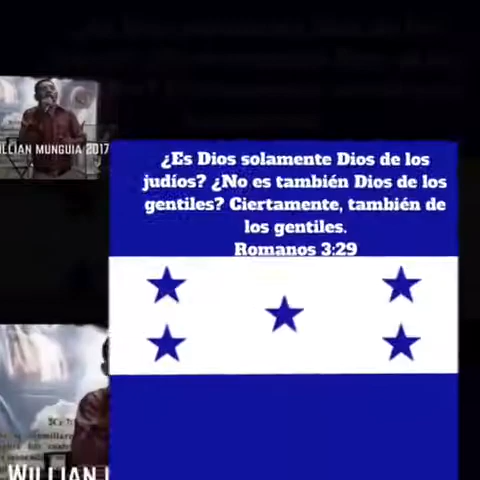 ¿Es Dios solamente Dios de los
judíos? ¿No es también Dios de los
gentiles? Ciertamente, también de
los gentiles.
Romanos 3:29
ILLIAN MUNGUIA 2017
WILLIAN